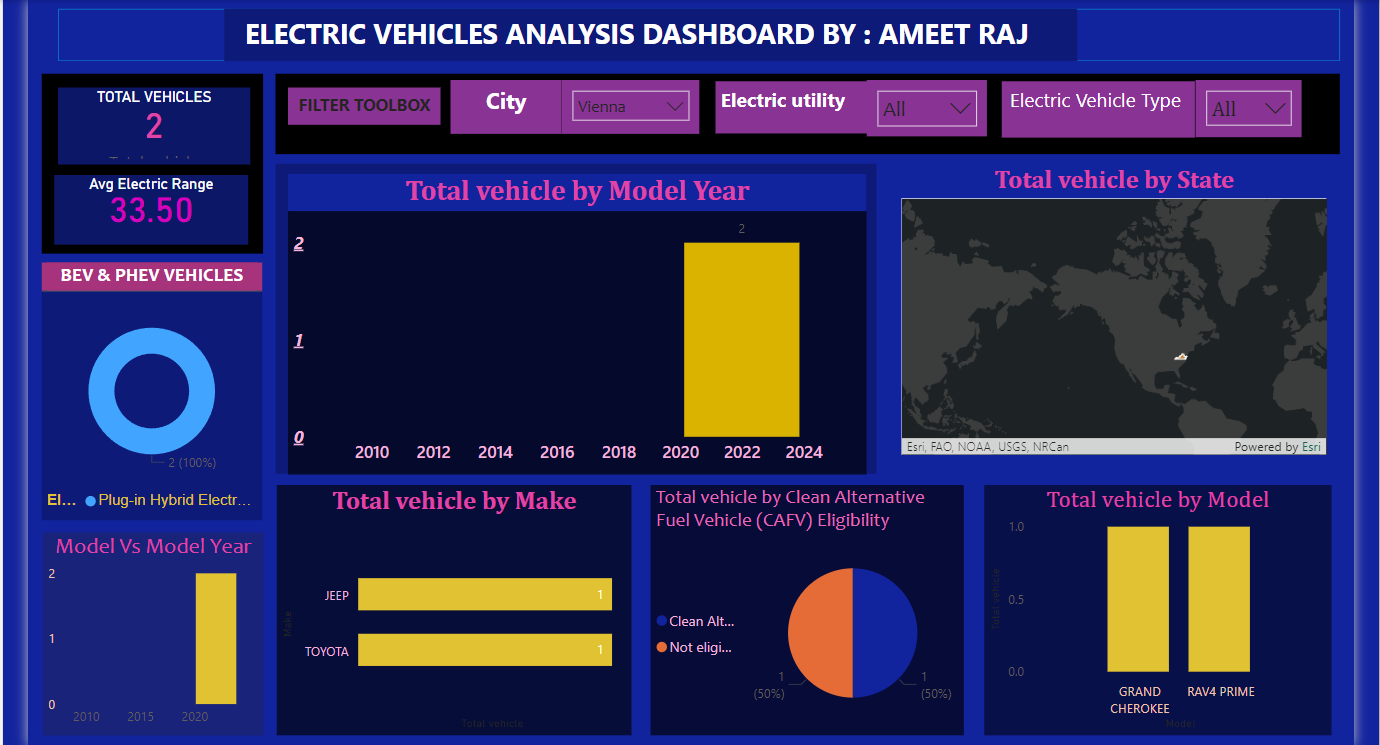 ELECTRIC VEHICLES ANALYSIS DASHBOARD BY : AMEET RAJ
TOTAL VEHICLES
2
Avg Electric Range
33.50
FILTER TOOLBOX
City
Vienna
Electric utility
All
Electric Vehicle Type
All
BEV & PHEV VEHICLES
2 (100%)
El...
Plug-in Hybrid Electr...
Total vehicle by Model Year
2
2
1
0
2010 2012 2014 2016 2018 2020 2022 2024
Total vehicle by State
Esri, FAO, NOAA, USGS, NRCan
Powered by Esri
Model Vs Model Year
2
1
0
2010 2015 2020
Total vehicle by Make
Make
JEEP
1
TOYOTA
1
Total vehicle
Total vehicle by Clean Alternative
Fuel Vehicle (CAFV) Eligibility
Clean Alt...
Not eligi...
1
(50%)
1
(50%)
Total vehicle by Model
Total vehicle
1.0
0.5
0.0
GRAND
CHEROKEE
RAV4 PRIME
Model